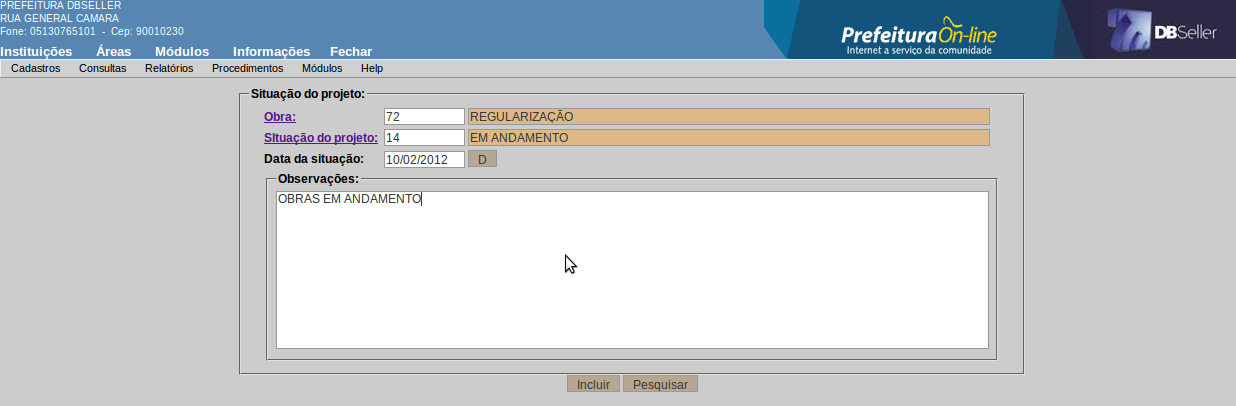 PREFEITURA DBSELLER
RUA GENERAL CAMARA
Fone: 05130765101 - Cep: 90010230
PrefeituraOn-line
Internet a serviço da comunidade
DBSeller
Instituições Áreas Módulos Informações Fechar
Cadastros Consultas Relatórios Procedimentos Módulos Help
Situação do projeto:
Obra: 72 REGULARIZAÇÃO
SItuação do projeto: 14 EM ANDAMENTO
Data da situação: 10/02/2012 D
Observações:
OBRAS EM ANDAMENTO
Incluir Pesquisar